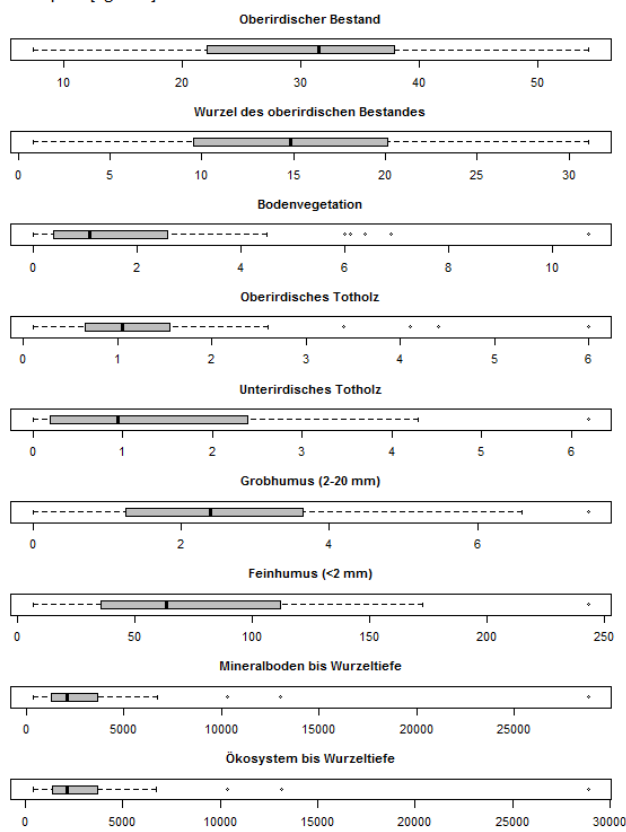 Oberirdischer Bestand
10 20 30 40 50
Wurzel des oberirdischen Bestandes
0 5 10 15 20 25 30
Bodenvegetation
0 2 4 6 8 10
Oberirdisches Totholz
0 1 2 3 4 5 6
Unterirdisches Totholz
0 1 2 3 4 5 6
Grobhumus (2-20 mm)
0 2 4 6
Feinhumus (<2 mm)
0 50 100 150 200 250
Mineralboden bis Wurzeltiefe
0 5000 10000 15000 20000 25000
Ökosystem bis Wurzeltiefe
0 5000 10000 15000 20000 25000 30000